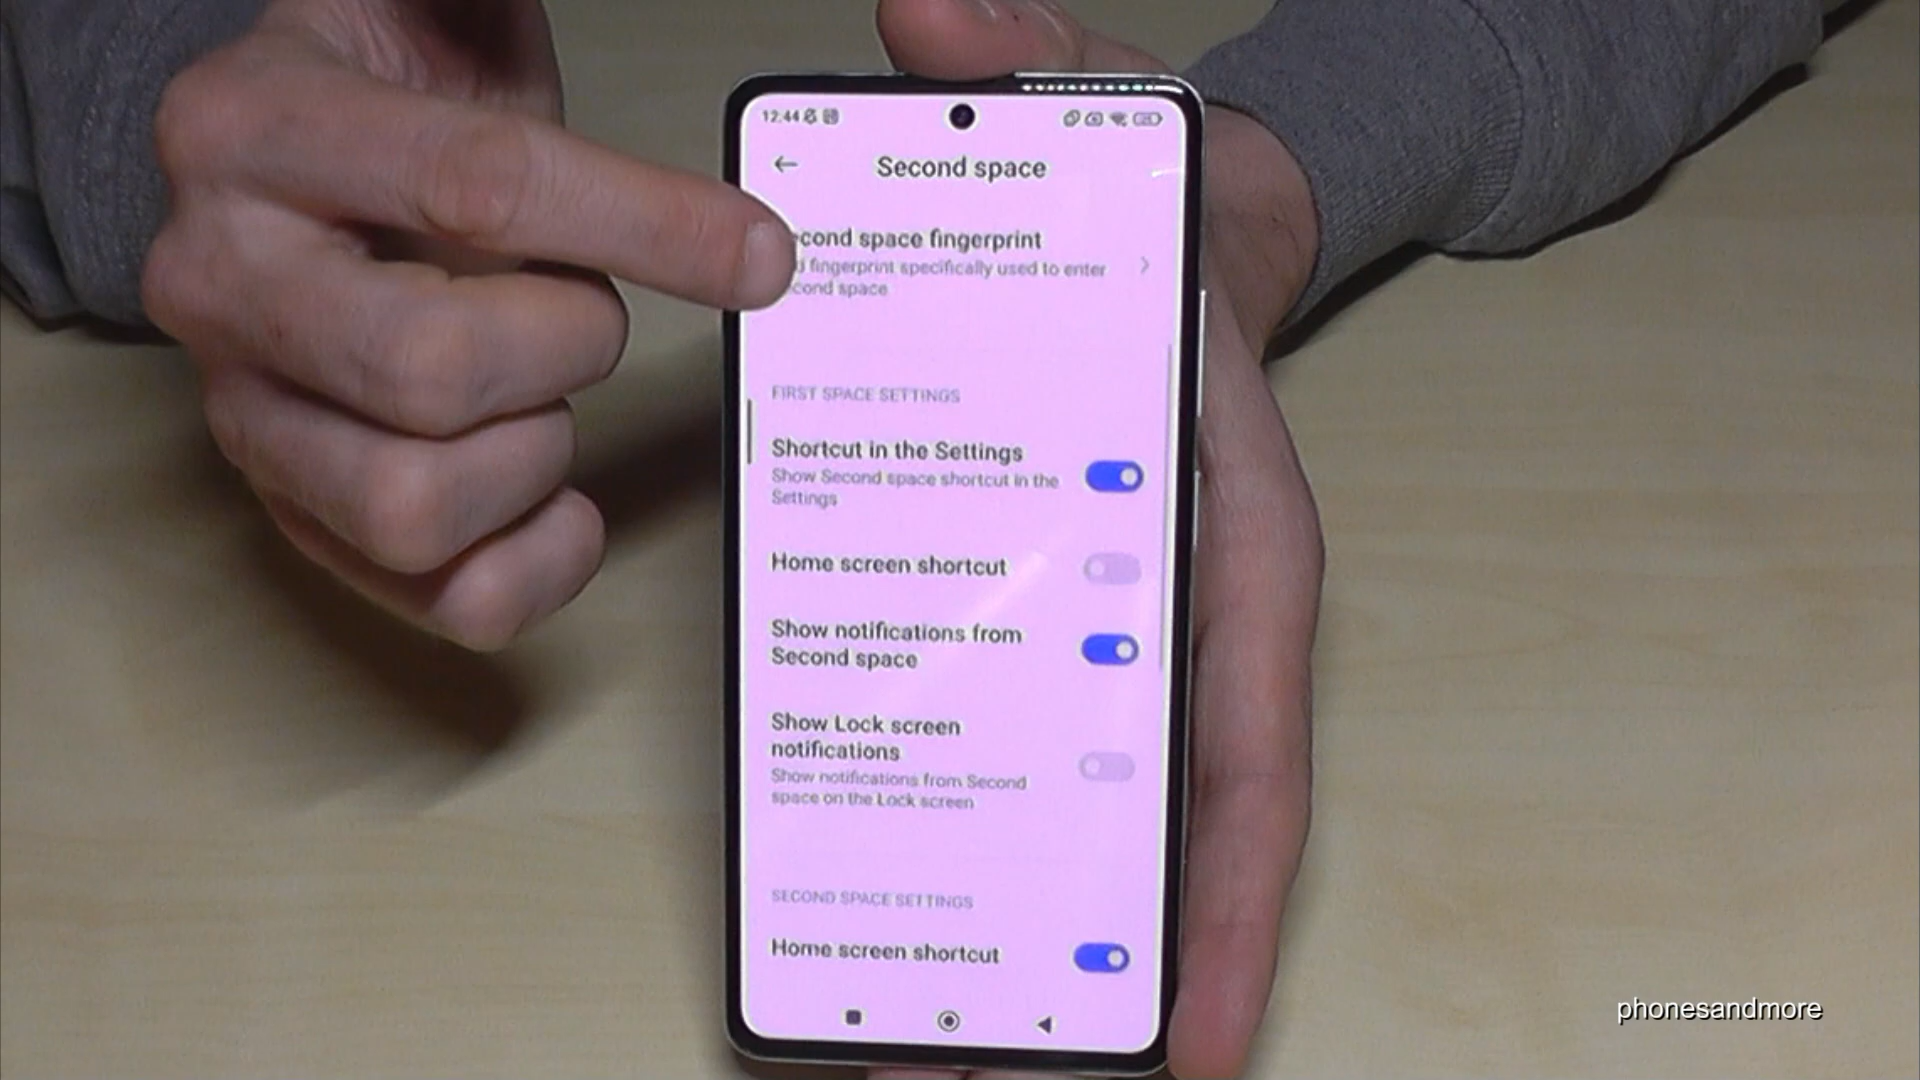 12:44
Second space
cond space fingerprint
fingerprint specifically used to enter
cond space
FIRST SPACE SETTINGS
Shortcut in the Settings
Show Second space shortcut in the
Settings
Home screen shortcut
Show notifications from
Second space
Show Lock screen
notifications
Show notifications from Second
space on the Lock screen
SECOND SPACE SETTINGS
Home screen shortcut
phonesandmore